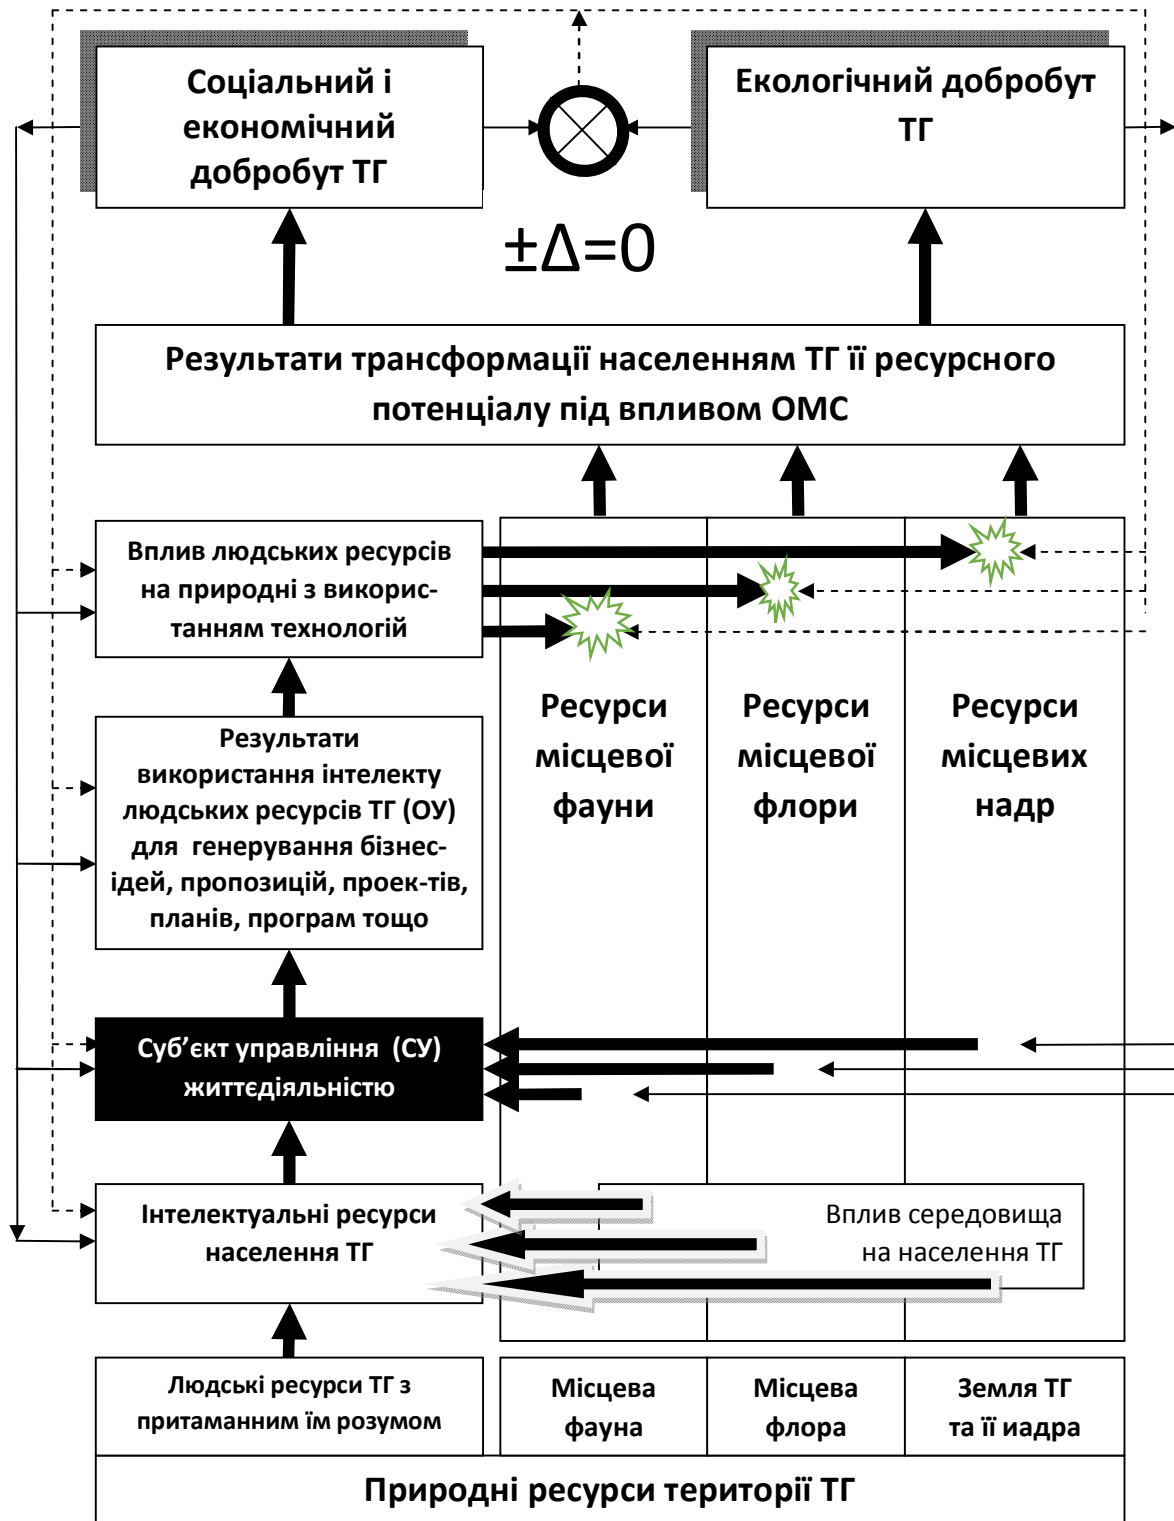 Соціальний і
економічний
добробут ТГ
Екологічний добробут
ТГ
±Δ=0
Результати трансформації населенням ТГ її ресурсного
потенціалу під впливом ОМС
Вплив людських ресурсів
на природні з викорис-
танням технологій
Ресурси
місцевої
фауни
Ресурси
місцевої
флори
Ресурси
місцевих
надр
Результати
використання інтелекту
людських ресурсів ТГ (ОУ)
для генерування бізнес-
ідей, пропозицій, проек-тів,
планів, програм тощо
Суб’єкт управління (СУ)
життєдіяльністю
Інтелектуальні ресурси
населення ТГ
Вплив середовища
на населення ТГ
Людські ресурси ТГ з
притаманним їм розумом
Місцева
фауна
Місцева
флора
Земля ТГ
та її иадра
Природні ресурси території ТГ